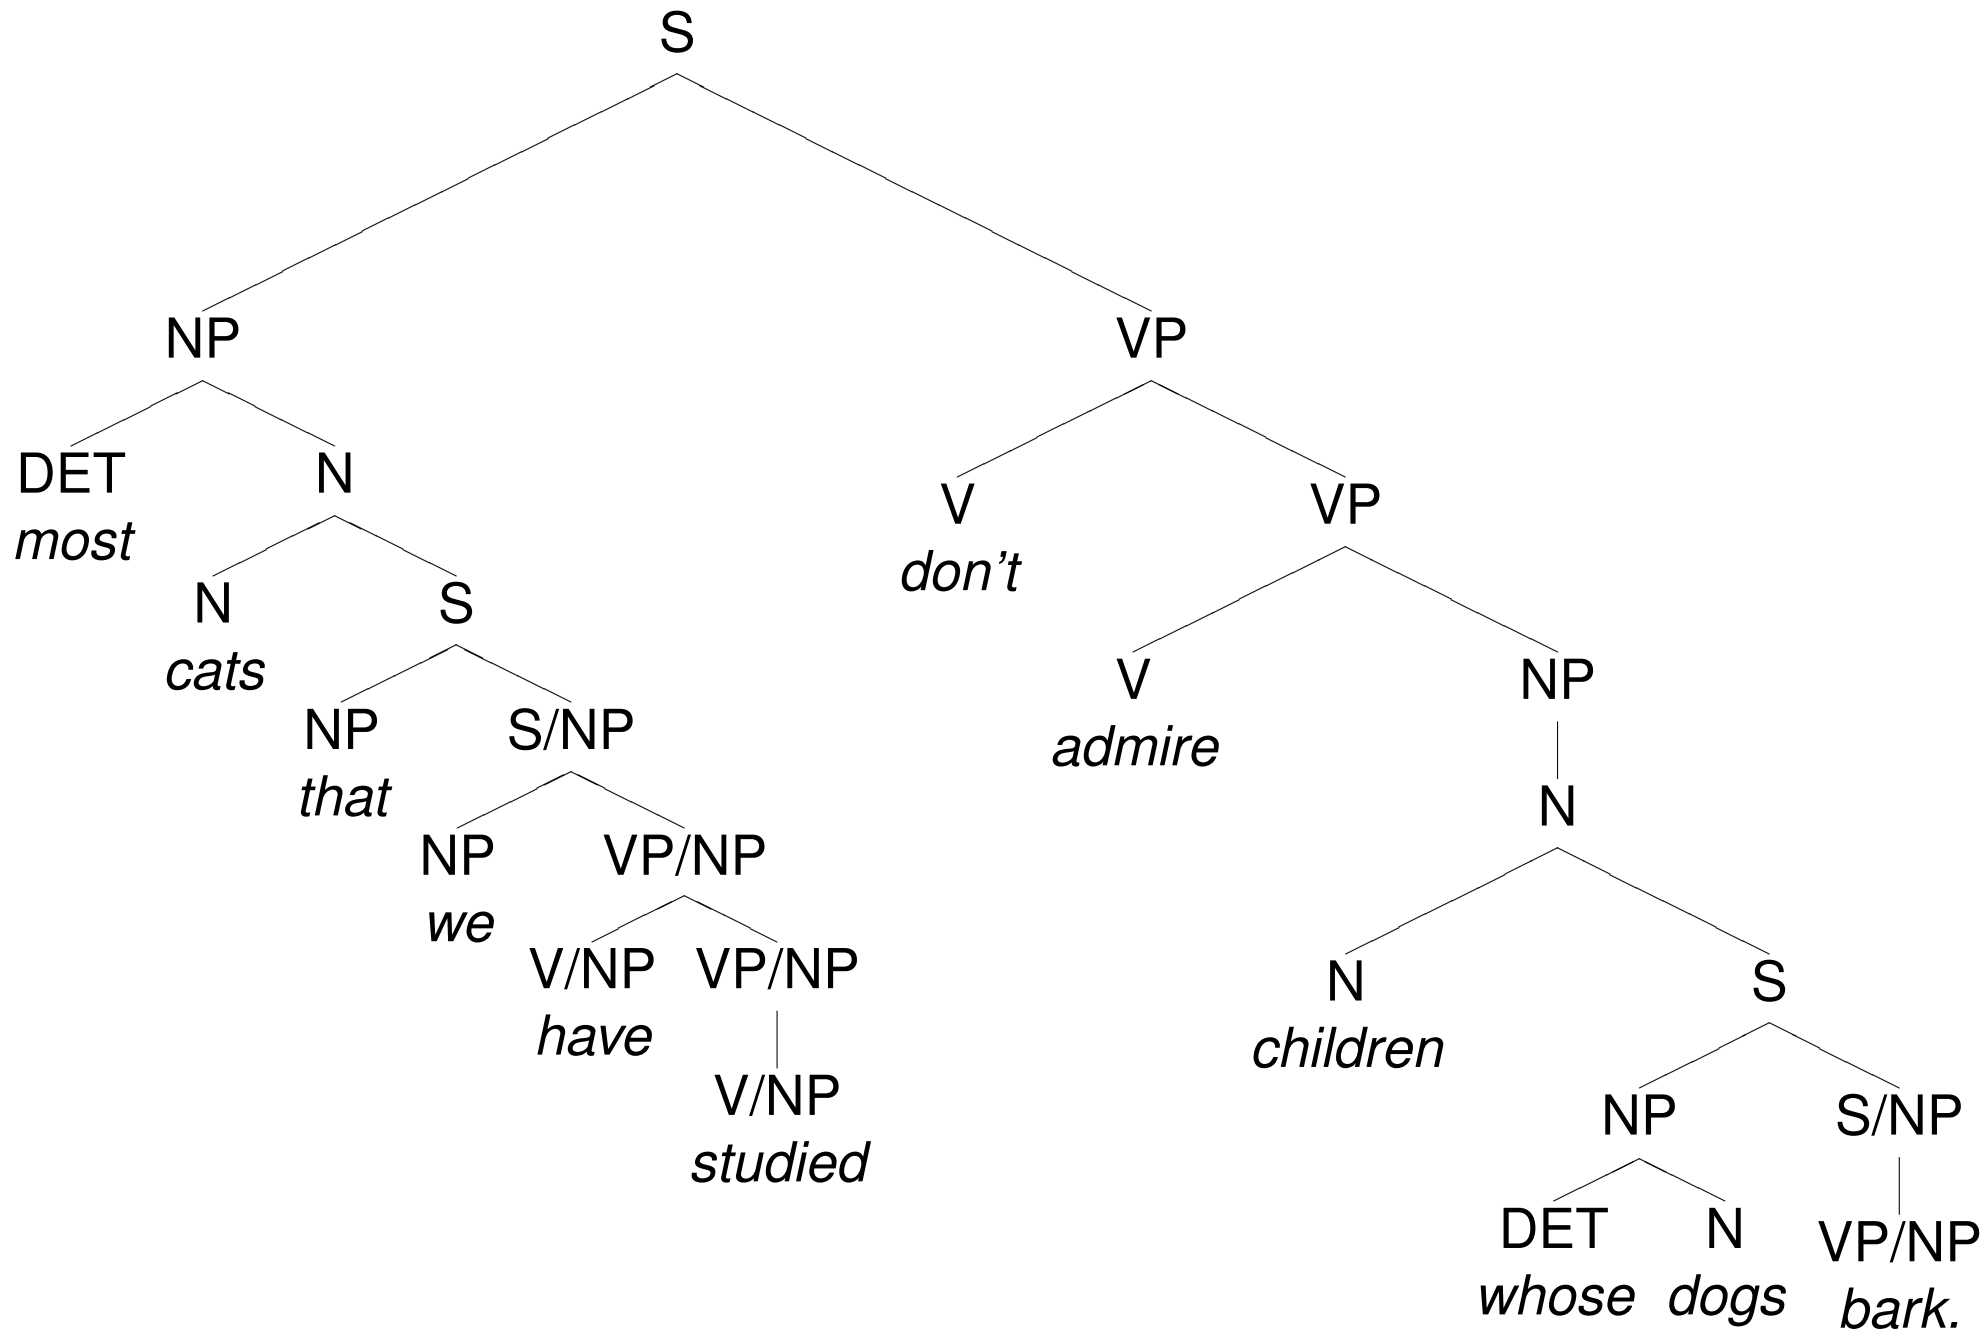 S
NP VP
DET N
most
V VP
don't
N S
cats
V NP
admire
NP S/NP
that
N
NP VP/NP
we
V/NP VP/NP
have
N S
children
V/NP
studied
NP S/NP
DET N VP/NP
whose dogs bark.